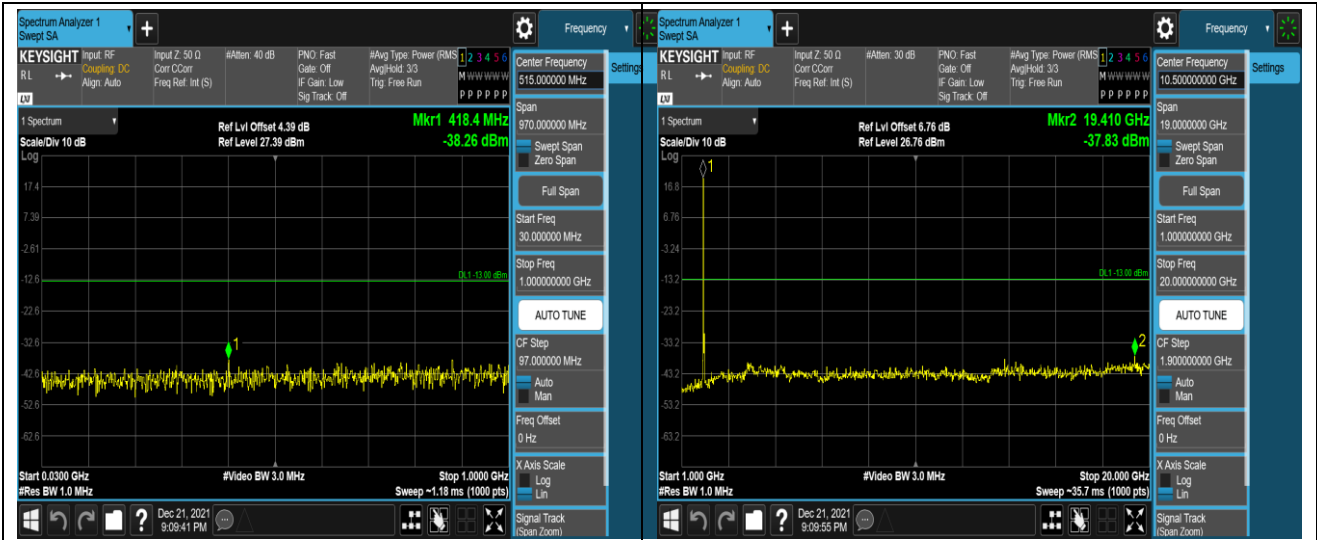 Spectrum Analyzer 1
Swept SA
+
Frequency
KEYSIGHT
Input: RF
Input Z: 50 Ω
#Atten: 40 dB
PNO: Fast
#Avg Type: Power (RMS
1 2 3 4 5 6
RL
Coupling: DC
Corr CCorr
Gate: Off
Avg|Hold: 3/3
M W W W W W
Align: Auto
Freq Ref: Int (S)
IF Gain: Low
Trig: Free Run
Sig Track: Off
P P P P P P
LXI
1 Spectrum
Ref Lvl Offset 4.39 dB
Mkr1 418.4 MHz
Scale/Div 10 dB
Ref Level 27.39 dBm
-38.26 dBm
Log
17.4
7.39
-2.61
DL1 -13.00 dBm
-12.6
-22.6
-32.6
1
-42.6
-52.6
-62.6
Start 0.0300 GHz
#Video BW 3.0 MHz
Stop 1.0000 GHz
#Res BW 1.0 MHz
Sweep ~1.18 ms (1000 pts)
Center Frequency
515.000000 MHz
Settings
Span
970.000000 MHz
Swept Span
Zero Span
Full Span
Start Freq
30.000000 MHz
Stop Freq
1.000000000 GHz
AUTO TUNE
CF Step
97.000000 MHz
Auto
Man
Freq Offset
0 Hz
X Axis Scale
Log
Lin
Signal Track
(Span Zoom)
?
Dec 21, 2021
9:09:41 PM
Spectrum Analyzer 1
Swept SA
+
Frequency
KEYSIGHT
Input: RF
Input Z: 50 Ω
#Atten: 30 dB
PNO: Fast
#Avg Type: Power (RMS
1 2 3 4 5 6
RL
Coupling: DC
Corr CCorr
Gate: Off
Avg|Hold: 3/3
M W W W W W
Align: Auto
Freq Ref: Int (S)
IF Gain: Low
Trig: Free Run
Sig Track: Off
P P P P P P
LXI
1 Spectrum
Ref Lvl Offset 6.76 dB
Mkr2 19.410 GHz
Scale/Div 10 dB
Ref Level 26.76 dBm
-37.83 dBm
Log
1
16.8
6.76
-3.24
DL1 -13.00 dBm
-13.2
-23.2
-33.2
2
-43.2
-53.2
-63.2
Start 1.000 GHz
#Video BW 3.0 MHz
Stop 20.000 GHz
#Res BW 1.0 MHz
Sweep ~35.7 ms (1000 pts)
Center Frequency
10.500000000 GHz
Settings
Span
19.0000000 GHz
Swept Span
Zero Span
Full Span
Start Freq
1.000000000 GHz
Stop Freq
20.000000000 GHz
AUTO TUNE
CF Step
1.900000000 GHz
Auto
Man
Freq Offset
0 Hz
X Axis Scale
Log
Lin
Signal Track
(Span Zoom)
?
Dec 21, 2021
9:09:55 PM